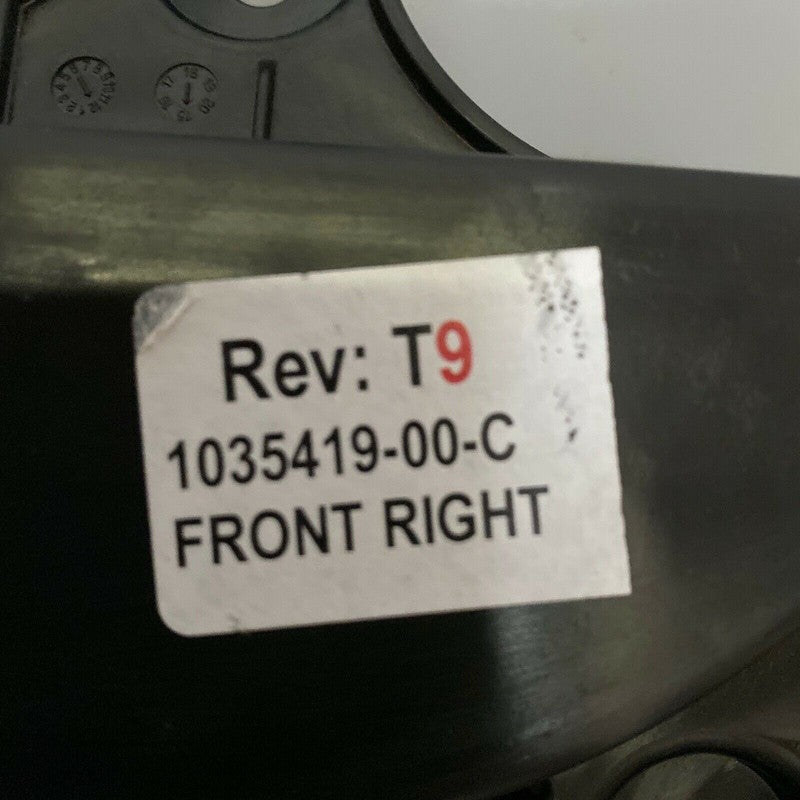 Rev: T9
1035419-00-C
FRONT RIGHT